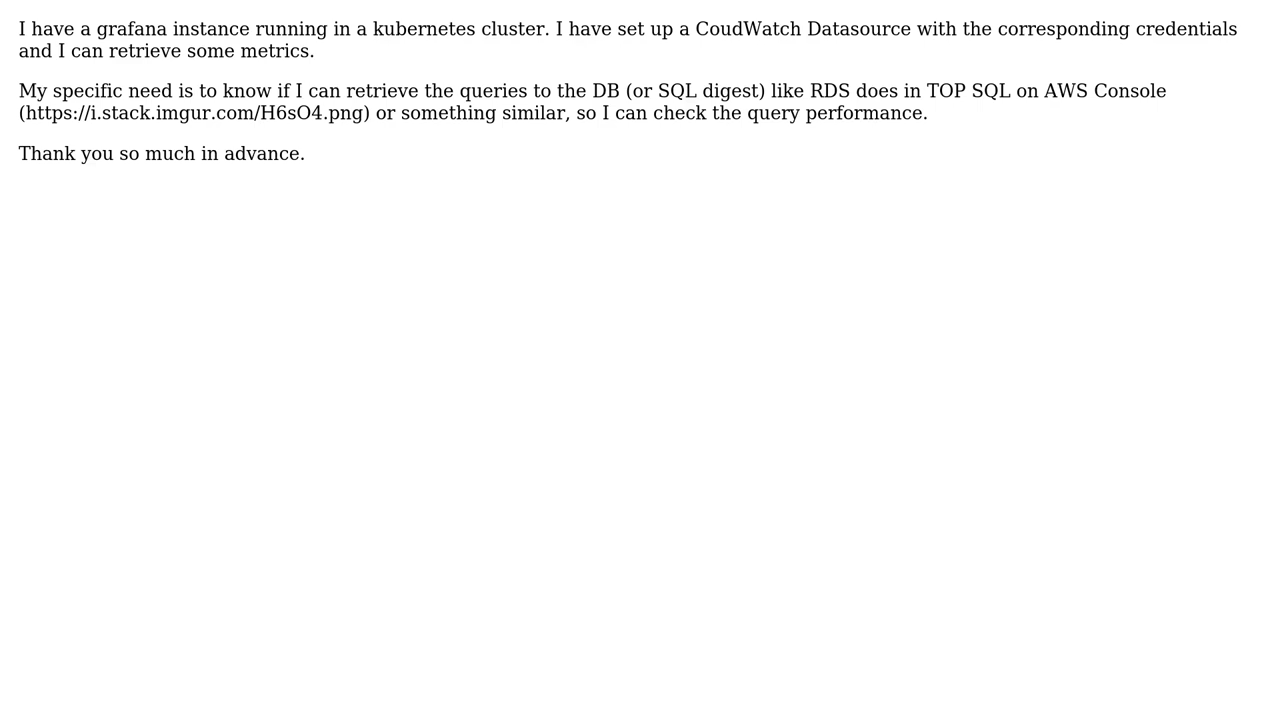 I have a grafana instance running in a kubernetes cluster. I have set up a CoudWatch Datasource with the corresponding credentials
and I can retrieve some metrics.
My specific need is to know if I can retrieve the queries to the DB (or SQL digest) like RDS does in TOP SQL on AWS Console
(https://i.stack.imgur.com/H6sO4.png) or something similar, so I can check the query performance.
Thank you so much in advance.